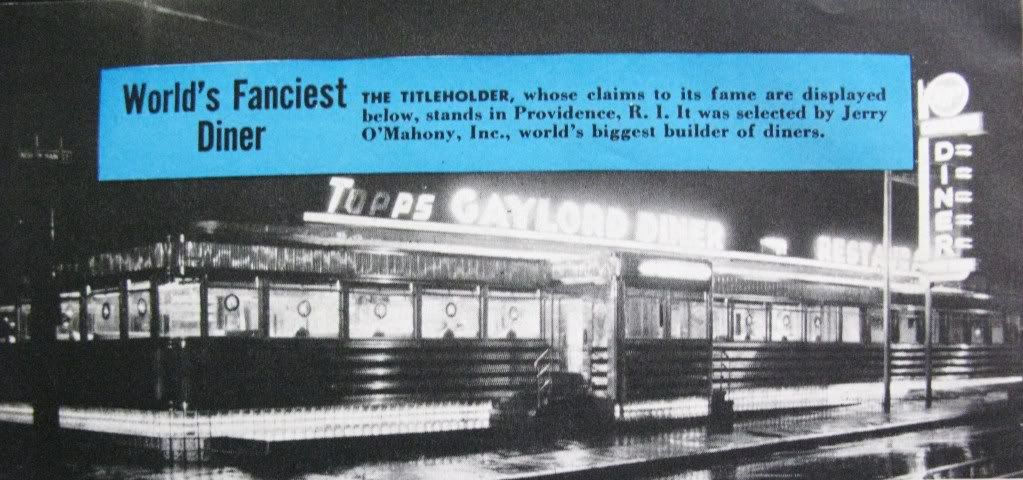 World's Fanciest
Diner
THE TITLEHOLDER, whose claims to its fame are displayed
below, stands in Providence, R. I. It was selected by Jerry
O'Mahony, Inc., world's biggest builder of diners.
TOPPS GAYLORD DINER
RESTAURA
DINER